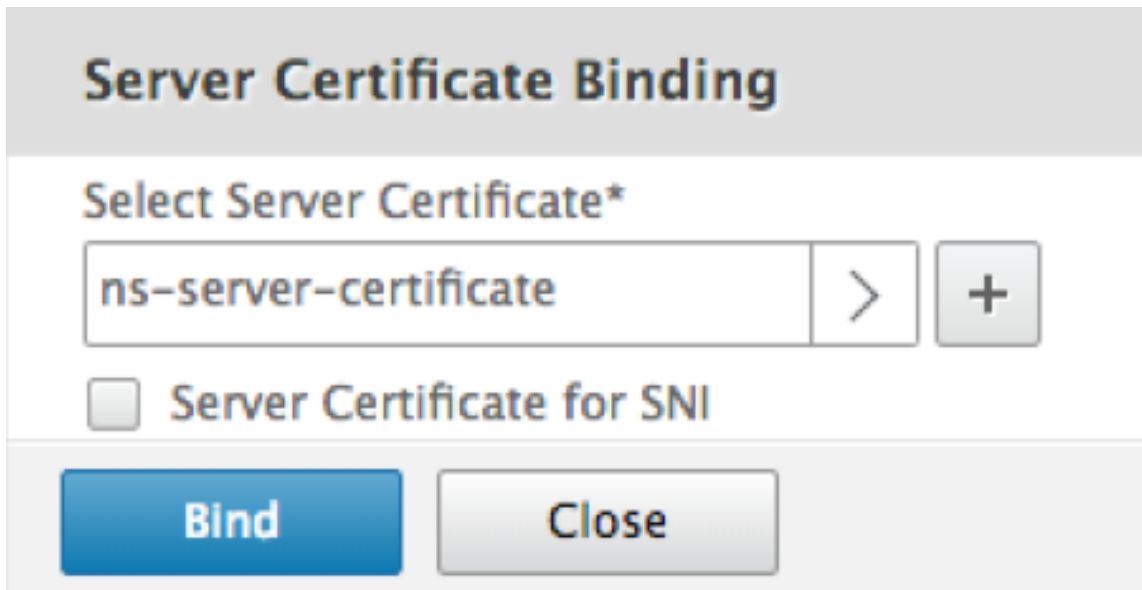 Server Certificate Binding
Select Server Certificate*
ns-server-certificate > +
Server Certificate for SNI
Bind Close